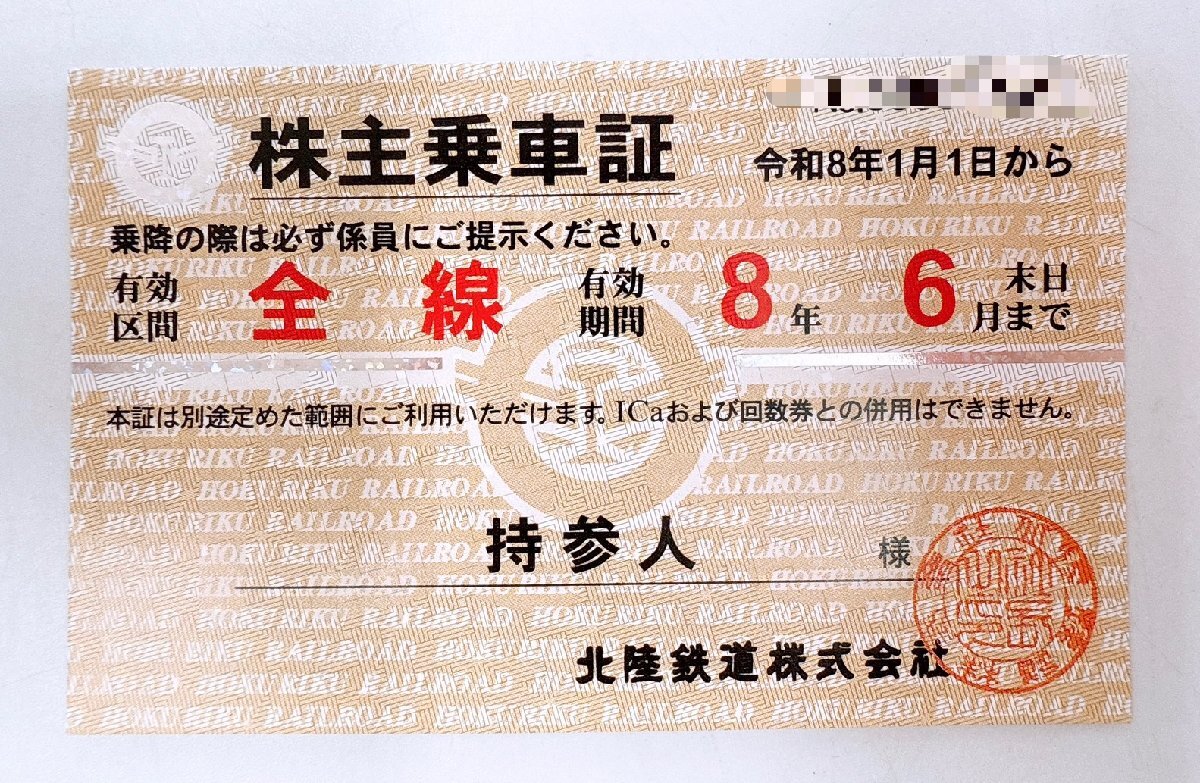 株主乗車証
令和8年1月1日から
乗降の際は必ず係員にご提示ください。
有効区間 全線 有効期間 8年 6月末日まで
本証は別途定めた範囲にご利用いただけます。ICaおよび回数券との併用はできません。
持参人 様
北陸鉄道株式会社
HOKURIKU RAILROAD